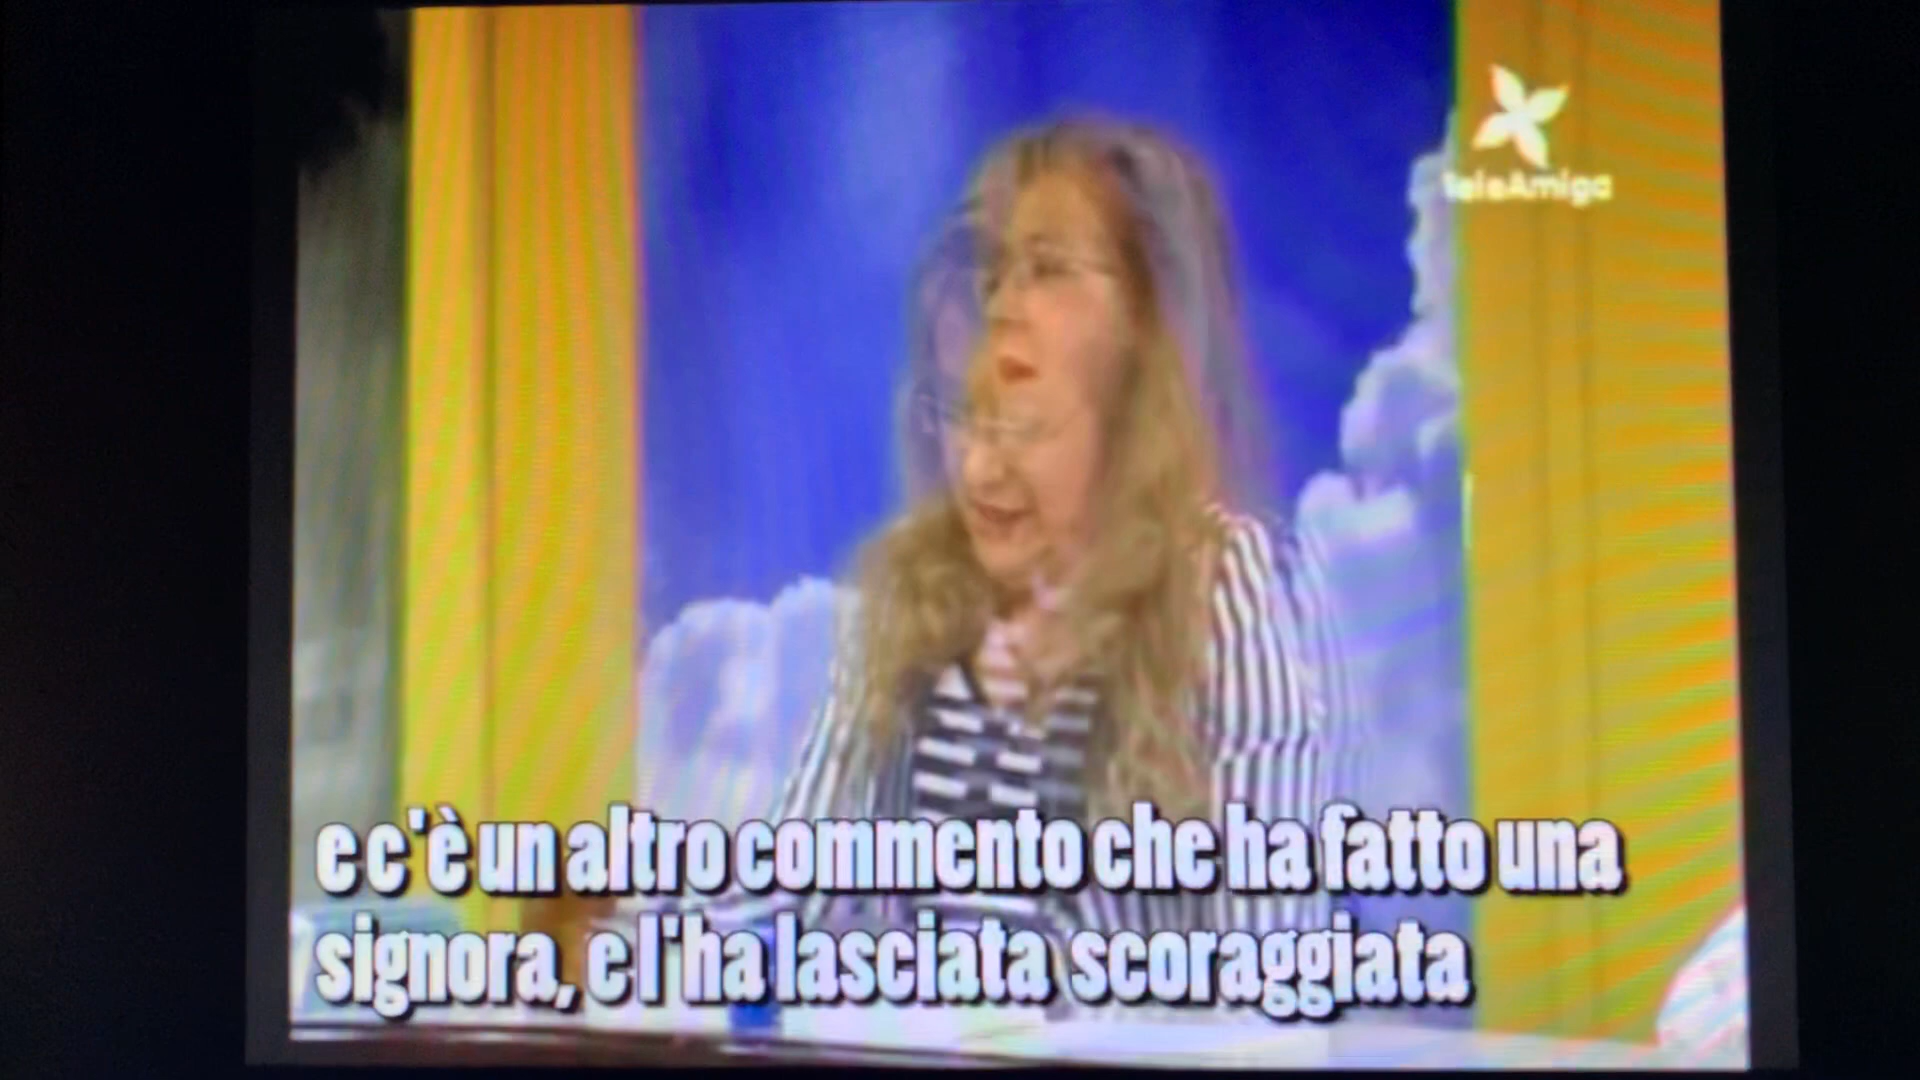 TeleAmiga
e c'è un altro commento che ha fatto una
signora, e l'ha lasciata scoraggiata